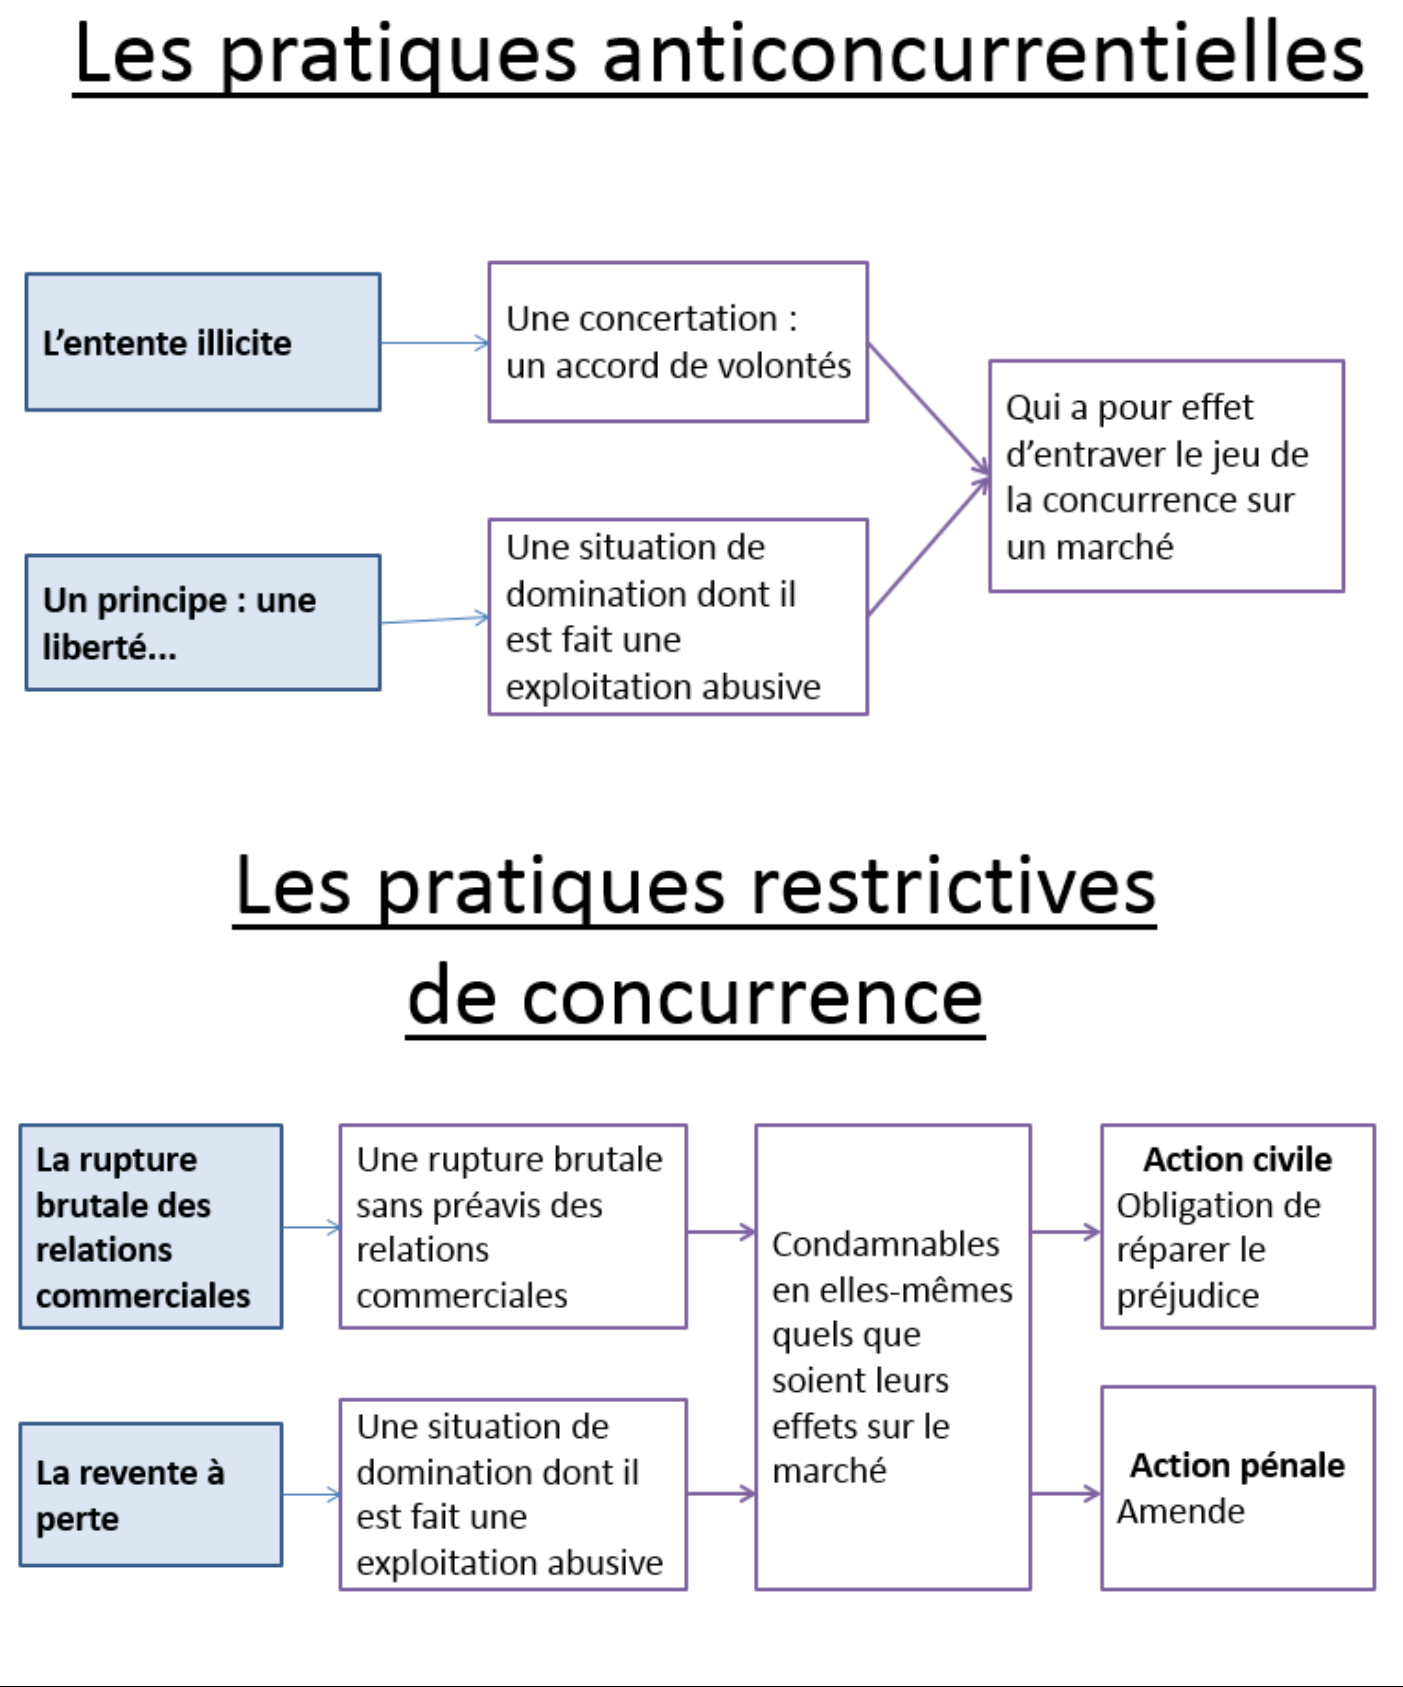 Les pratiques anticoncurrentielles
L’entente illicite
Une concertation :
un accord de volontés
Qui a pour effet
d’entraver le jeu de
la concurrence sur
un marché
Un principe : une
liberté...
Une situation de
domination dont il
est fait une
exploitation abusive
Les pratiques restrictives
de concurrence
La rupture
brutale des
relations
commerciales
Une rupture brutale
sans préavis des
relations
commerciales
Condamnables
en elles-mêmes
quels que
soient leurs
effets sur le
marché
Action civile
Obligation de
réparer le
préjudice
La revente à
perte
Une situation de
domination dont il
est fait une
exploitation abusive
Action pénale
Amende